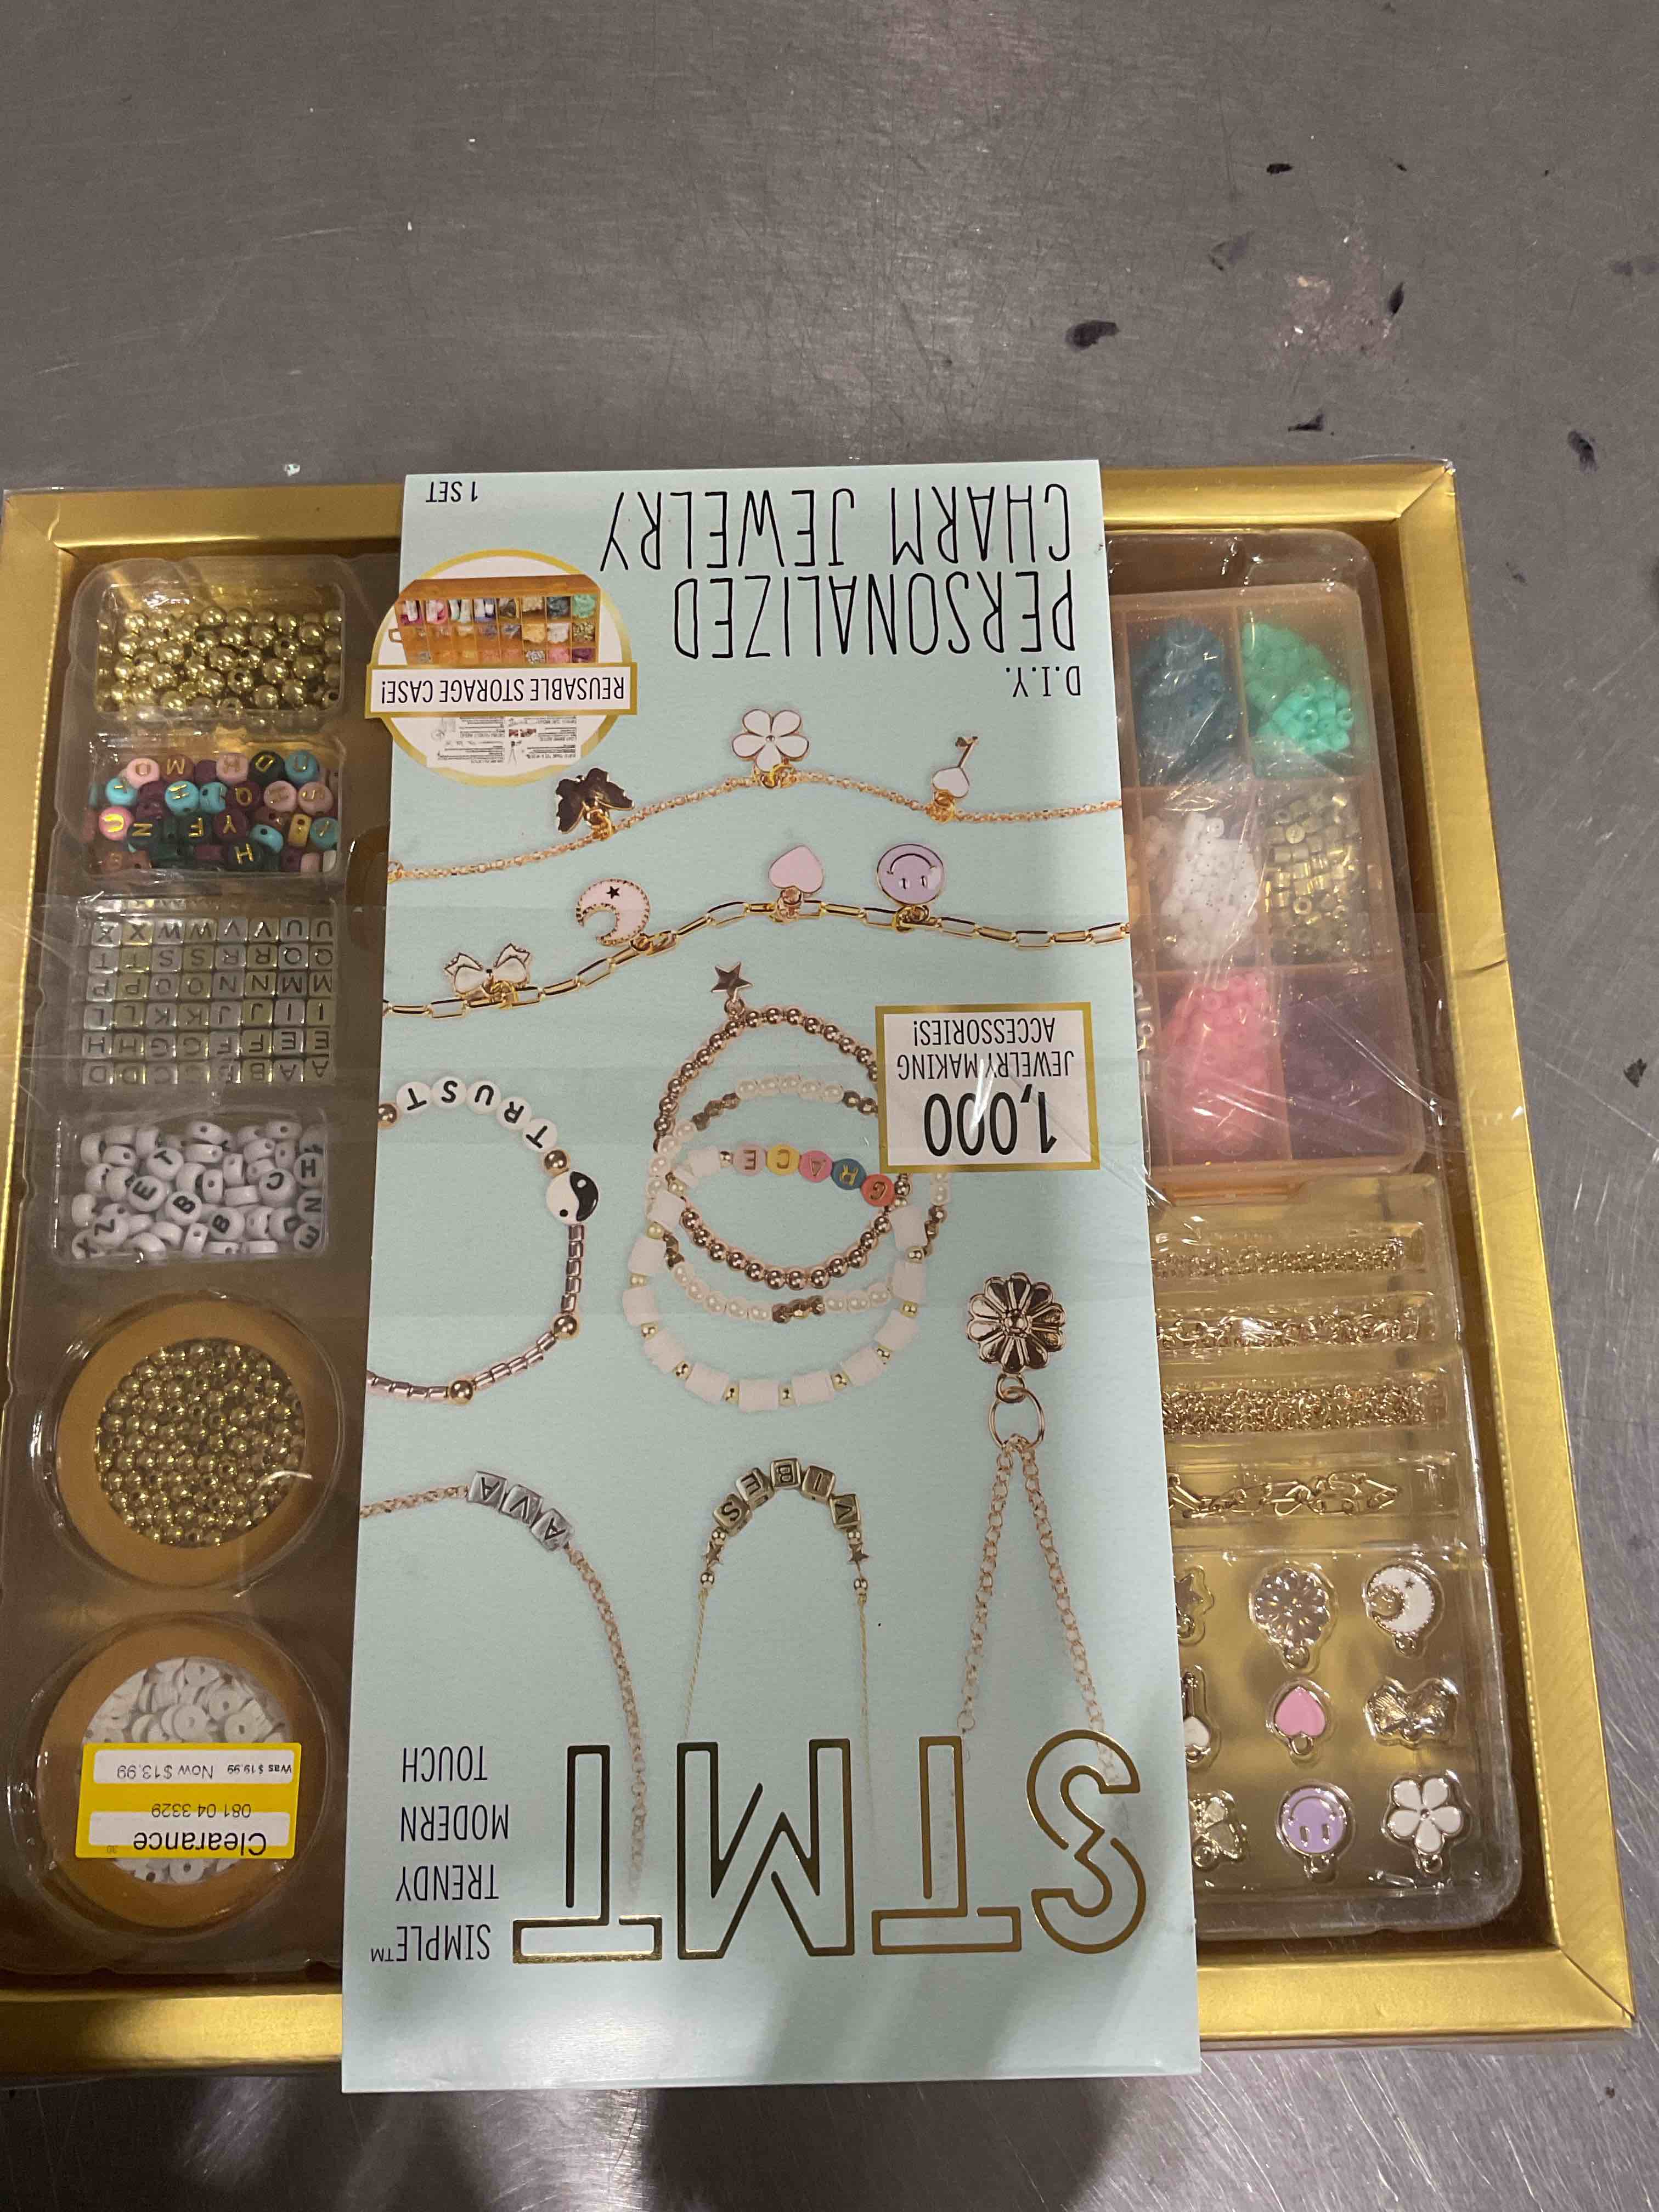 STMT
SIMPLE™
TRENDY
MODERN
TOUCH
AVA
VIBES
GRACE
TRUST
1,000
JEWELRY MAKING
ACCESSORIES!
D.I.Y.
PERSONALIZED
CHARM JEWELRY
REUSABLE STORAGE CASE!
1 SET
Clearance
30
081 04 3329
Was $19.99 Now $13.99